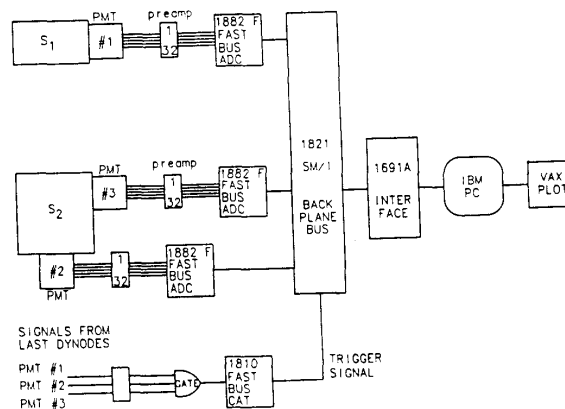 PMT
preamp
S1
#1
1
32
1882 F
FAST
BUS
ADC
1821
SM/I
BACK
PLANE
BUS
1691A
INTER
FACE
IBM
PC
VAX
PLOT
PMT
preamp
S2
#3
1
32
1882 F
FAST
BUS
ADC
#2
PMT
1
32
1882 F
FAST
BUS
ADC
SIGNALS FROM
LAST DYNODES
PMT #1
PMT #2
PMT #3
GATE
1810
FAST
BUS
CAT
TRIGGER
SIGNAL